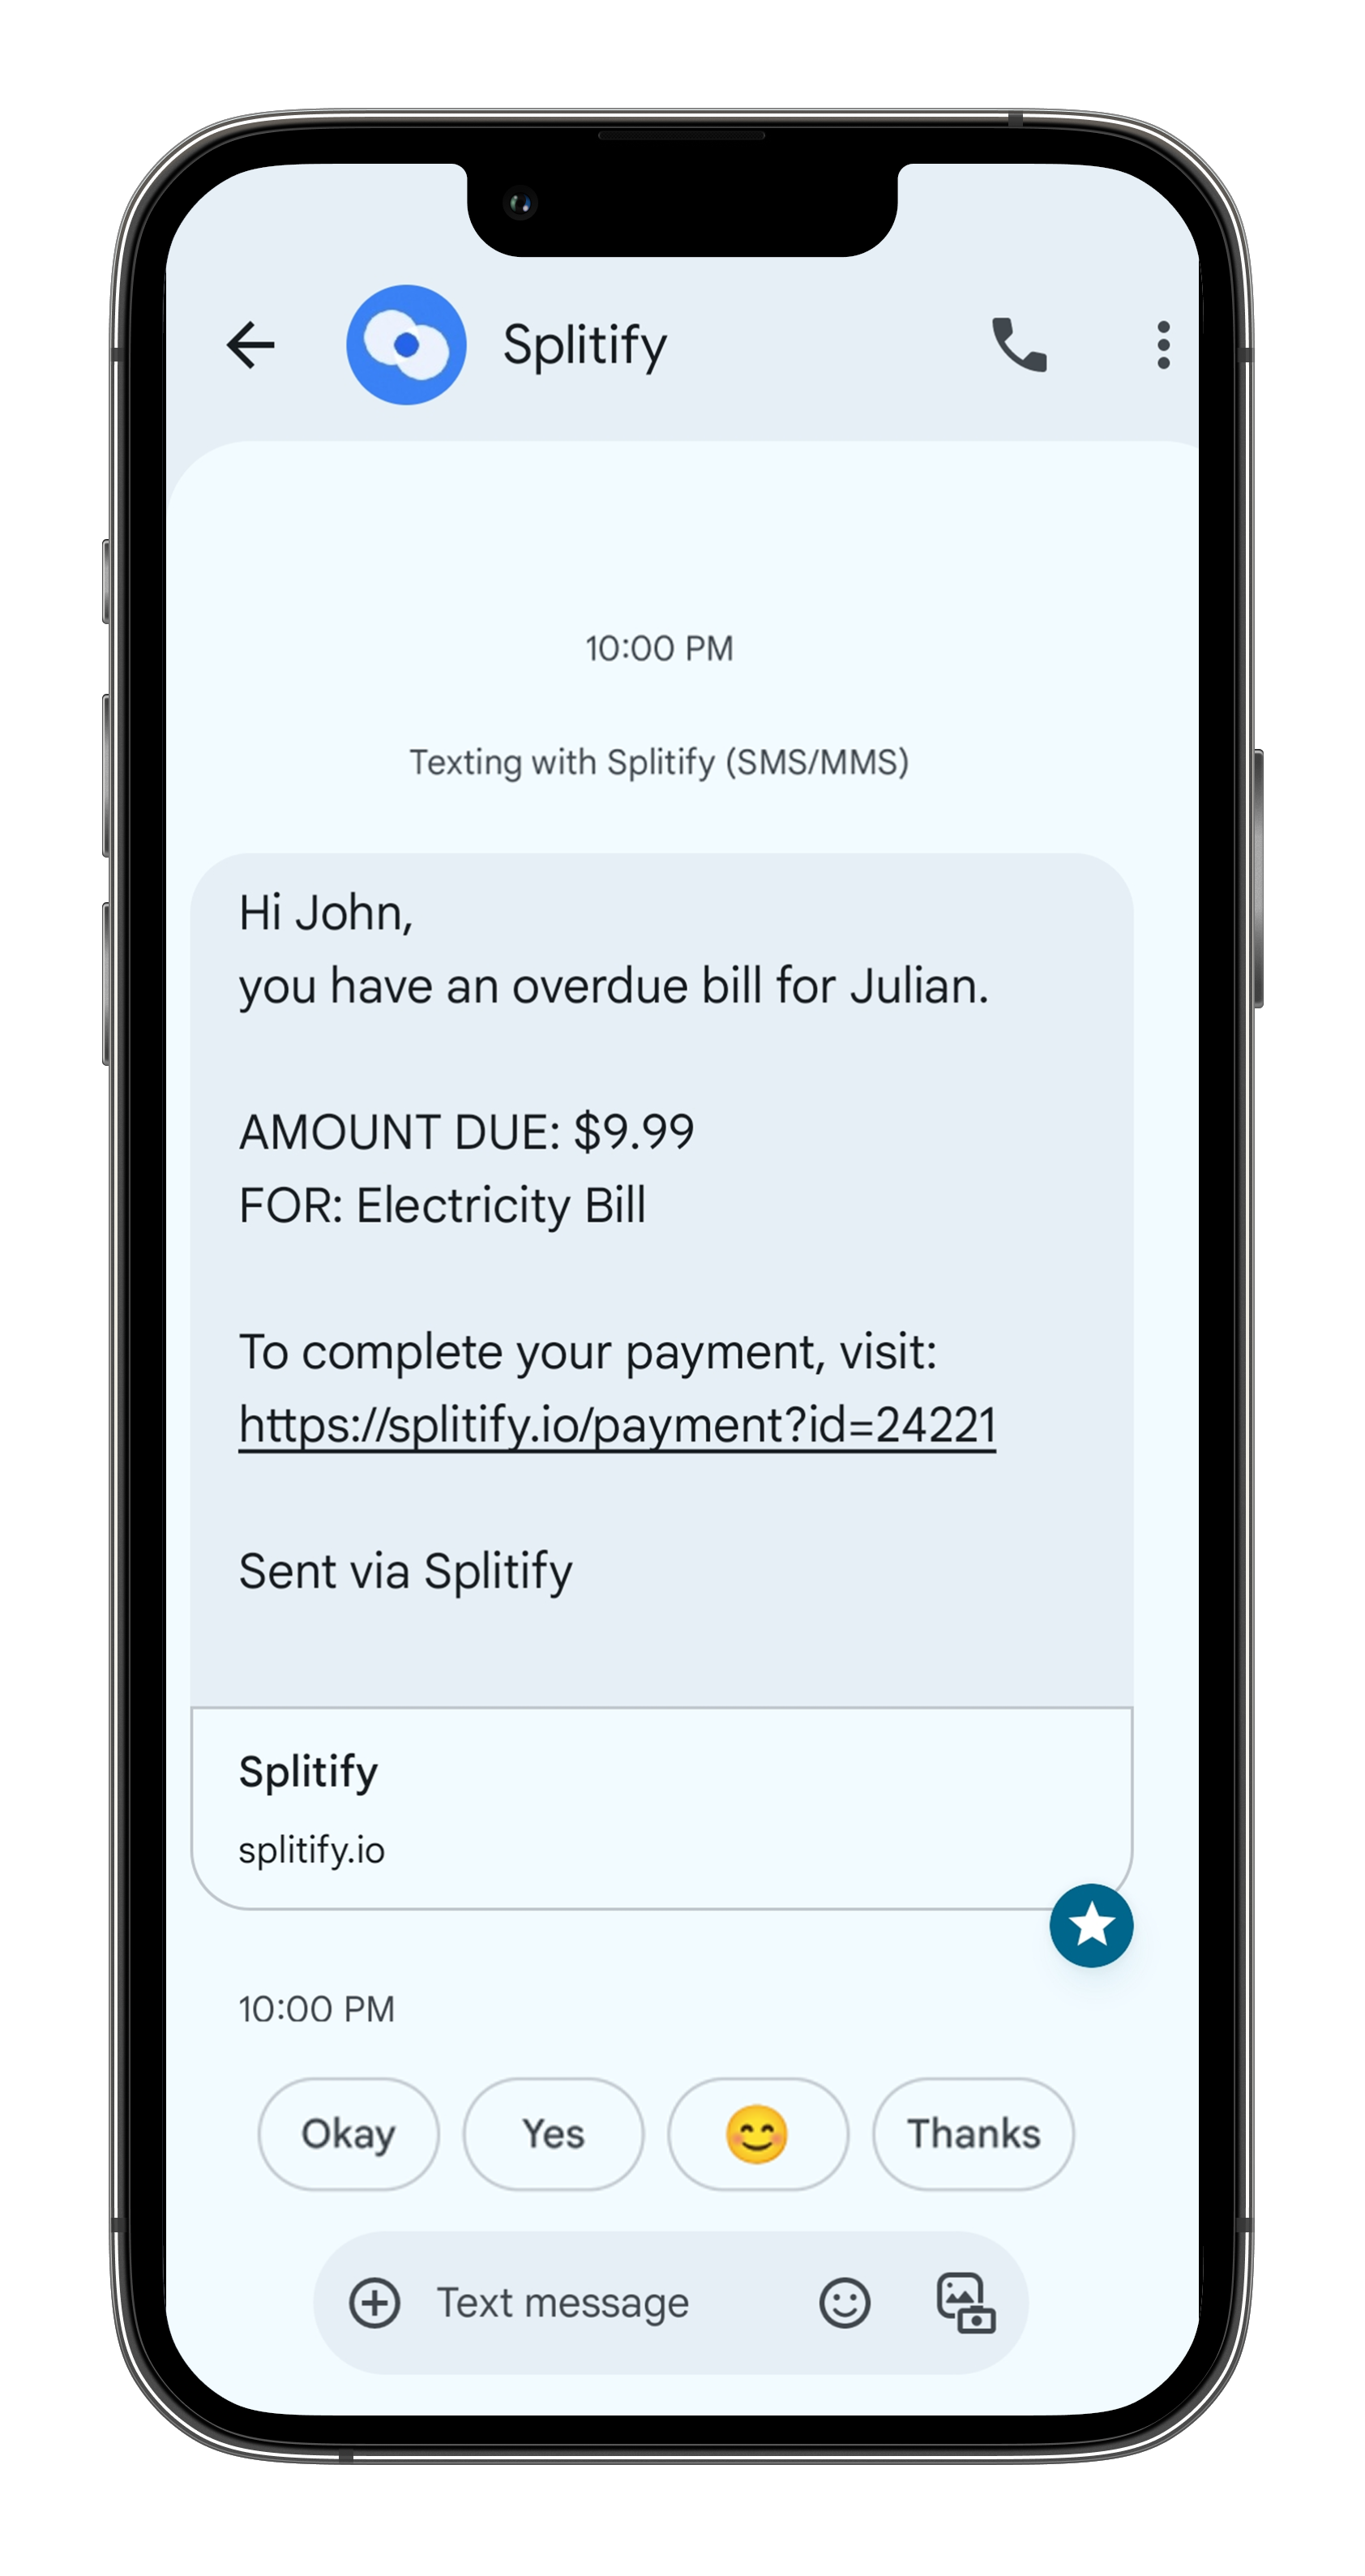 Splitify
10:00 PM
Texting with Splitify (SMS/MMS)
Hi John,
you have an overdue bill for Julian.
AMOUNT DUE: $9.99
FOR: Electricity Bill
To complete your payment, visit:
https://splitify.io/payment?id=24221
Sent via Splitify
Splitify
splitify.io
10:00 PM
Okay
Yes
😊
Thanks
Text message